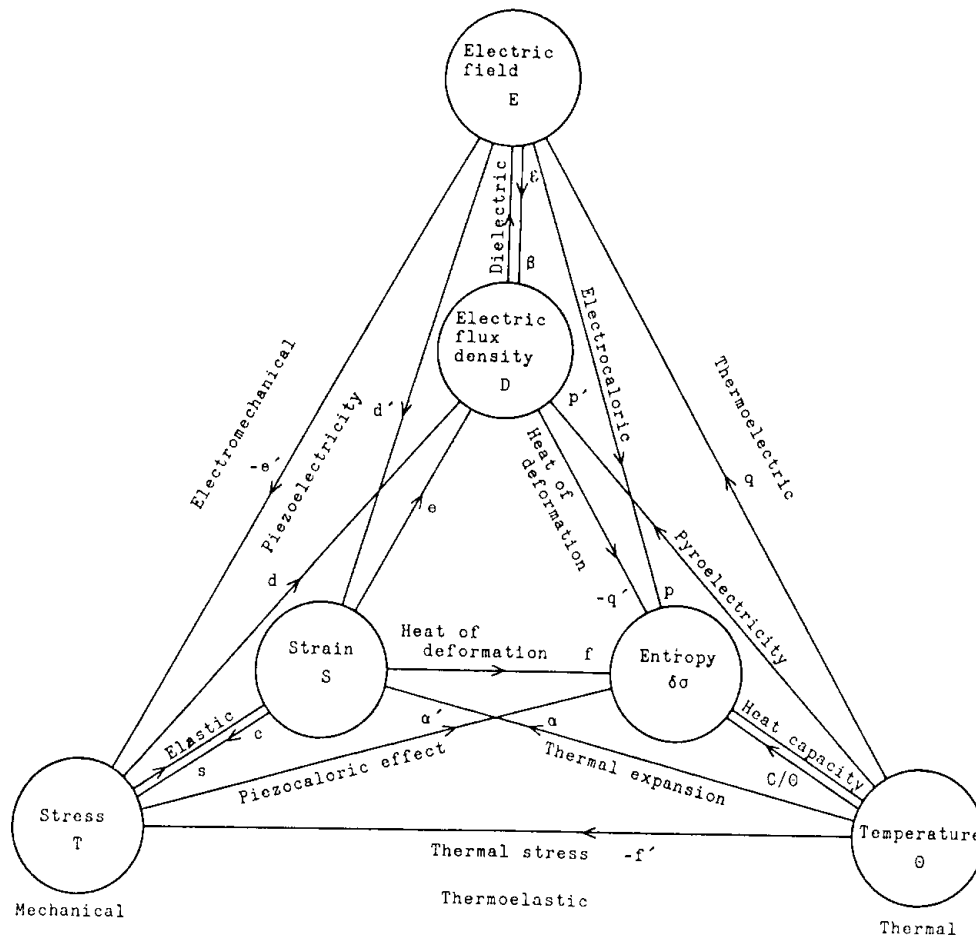 Electric
field
E
Dielectric
ε
β
Electric
flux
density
D
Electromechanical
-e′
Piezoelectricity
d′
d
e
Electrocaloric
p′
Heat of
deformation
-q′
p
Thermoelectric
q
Pyroelectricity
Strain
S
Heat of
deformation
f
Entropy
δσ
Elastic
c
s
α′
Piezocaloric effect
α
Thermal expansion
Heat capacity
C/Θ
Stress
T
Thermal stress
-f′
Temperature
Θ
Mechanical
Thermoelastic
Thermal